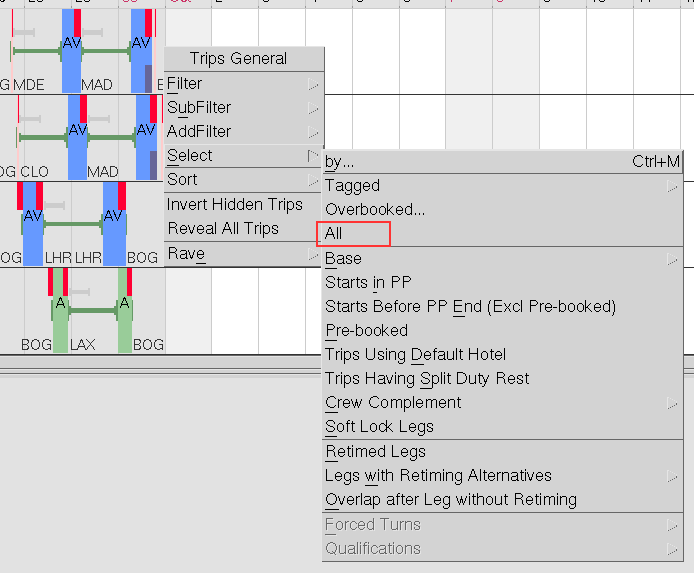 AV
AV
MDE
MAD
AV
AV
CLO
MAD
AV
AV
BOG
LHR
LHR
BOG
A
A
BOG
LAX
BOG
Trips General
Filter
SubFilter
AddFilter
Select
Sort
Invert Hidden Trips
Reveal All Trips
Rave
by... Ctrl+M
Tagged
Overbooked...
All
Base
Starts in PP
Starts Before PP End (Excl Pre-booked)
Pre-booked
Trips Using Default Hotel
Trips Having Split Duty Rest
Crew Complement
Soft Lock Legs
Retimed Legs
Legs with Retiming Alternatives
Overlap after Leg without Retiming
Forced Turns
Qualifications